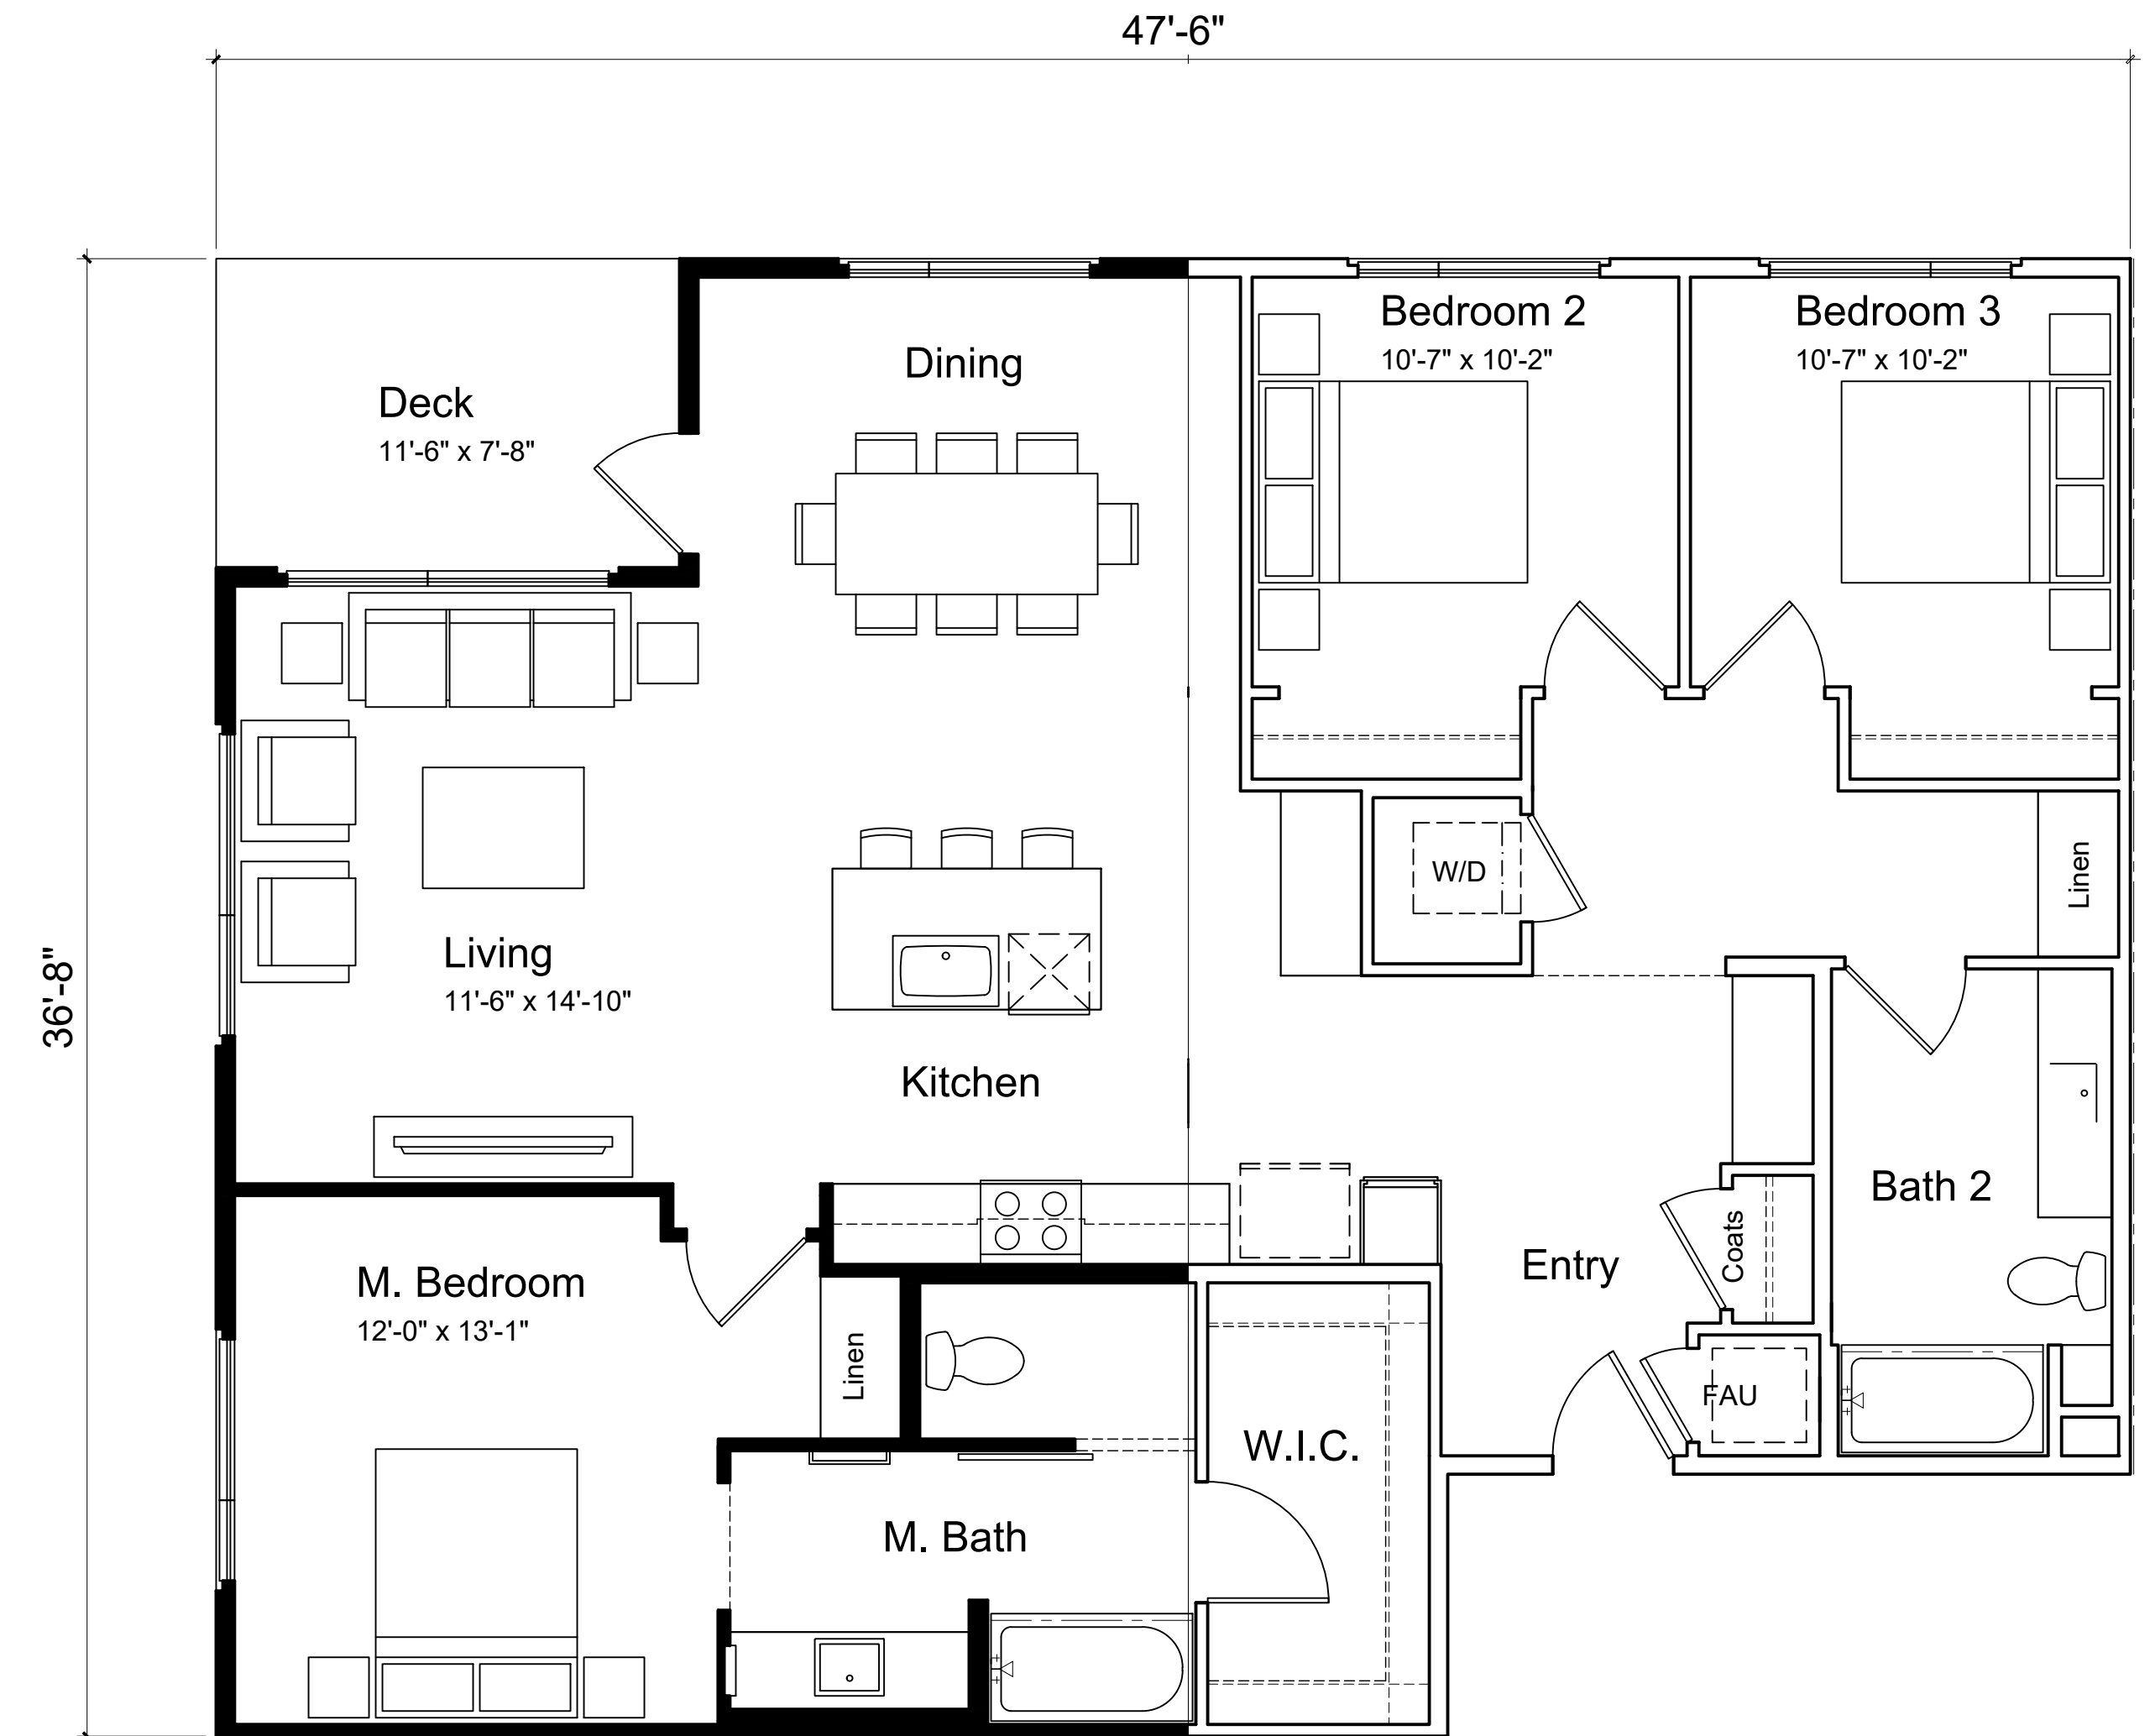 47'-6"
Bedroom 2
10'-7" x 10'-2"
Bedroom 3
10'-7" x 10'-2"
Dining
Deck
11'-6" x 7'-8"
W/D
Linen
Living
11'-6" x 14'-10"
36'-8"
Kitchen
Bath 2
Coats
Entry
M. Bedroom
12'-0" x 13'-1"
Linen
FAU
W.I.C.
M. Bath